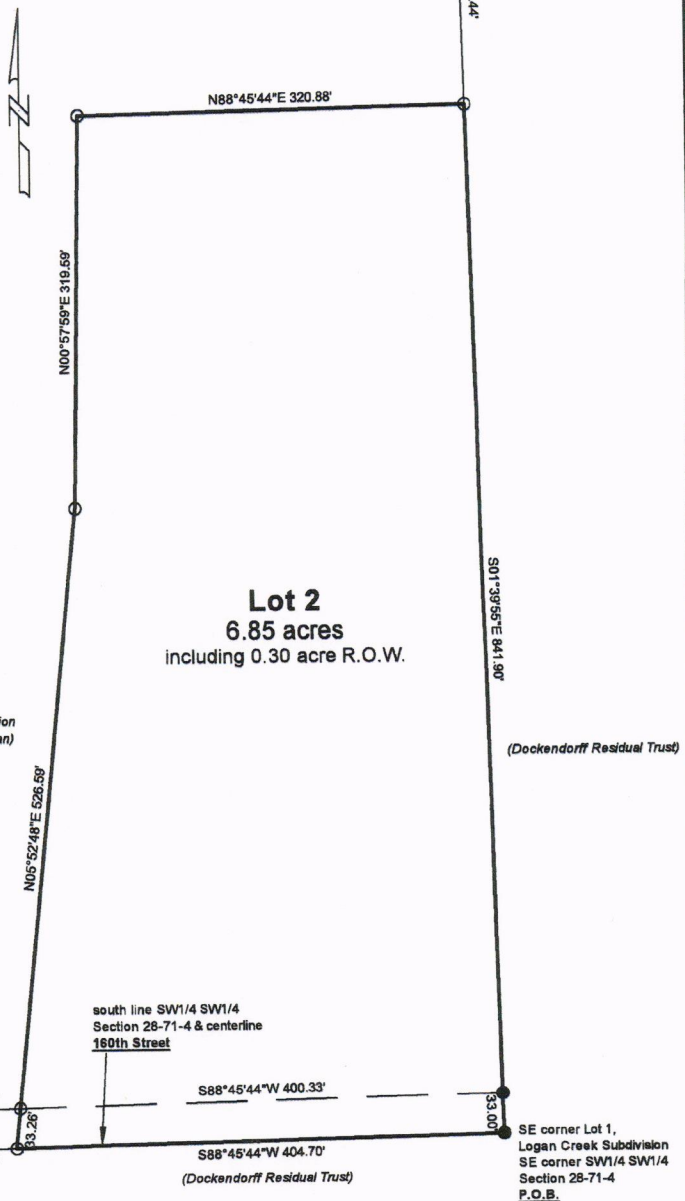 44'
N
N88°45'44"E 320.88'
N00°57'59"E 319.59'
S01°39'55"E 841.90'
Lot 2
6.85 acres
including 0.30 acre R.O.W.
(Dockendorff Residual Trust)
N05°52'48"E 526.59'
south line SW1/4 SW1/4
Section 28-71-4 & centerline
160th Street
S88°45'44"W 400.33'
33.26'
33.00'
S88°45'44"W 404.70'
(Dockendorff Residual Trust)
SE corner Lot 1,
Logan Creek Subdivision
SE corner SW1/4 SW1/4
Section 28-71-4
P.O.B.